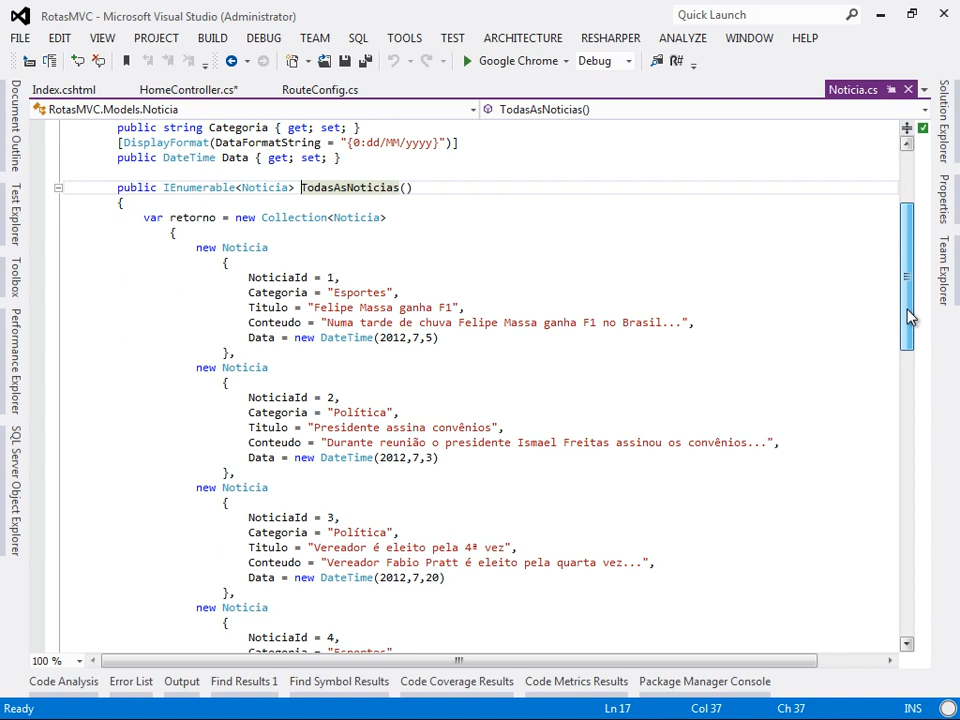 RotasMVC - Microsoft Visual Studio (Administrator)
Quick Launch
FILE EDIT VIEW PROJECT BUILD DEBUG TEAM SQL TOOLS TEST ARCHITECTURE RESHARPER ANALYZE WINDOW HELP
Google Chrome Debug R#
Index.cshtml HomeController.cs* RouteConfig.cs Noticia.cs
RotasMVC.Models.Noticia TodasAsNoticias()
public string Categoria { get; set; }
[DisplayFormat(DataFormatString = "{0:dd/MM/yyyy}")]
public DateTime Data { get; set; }
public IEnumerable<Noticia> TodasAsNoticias()
{
var retorno = new Collection<Noticia>
{
new Noticia
{
NoticiaId = 1,
Categoria = "Esportes",
Titulo = "Felipe Massa ganha F1",
Conteudo = "Numa tarde de chuva Felipe Massa ganha F1 no Brasil...",
Data = new DateTime(2012,7,5)
},
new Noticia
{
NoticiaId = 2,
Categoria = "Política",
Titulo = "Presidente assina convênios",
Conteudo = "Durante reunião o presidente Ismael Freitas assinou os convênios...",
Data = new DateTime(2012,7,3)
},
new Noticia
{
NoticiaId = 3,
Categoria = "Política",
Titulo = "Vereador é eleito pela 4ª vez",
Conteudo = "Vereador Fabio Pratt é eleito pela quarta vez...",
Data = new DateTime(2012,7,20)
},
new Noticia
{
NoticiaId = 4,
Categoria = "Esportes",
Document Outline
Test Explorer
Toolbox
Performance Explorer
SQL Server Object Explorer
Solution Explorer
Properties
Team Explorer
100 %
Code Analysis Error List Output Find Results 1 Find Symbol Results Code Coverage Results Code Metrics Results Package Manager Console
Ready Ln 17 Col 37 Ch 37 INS